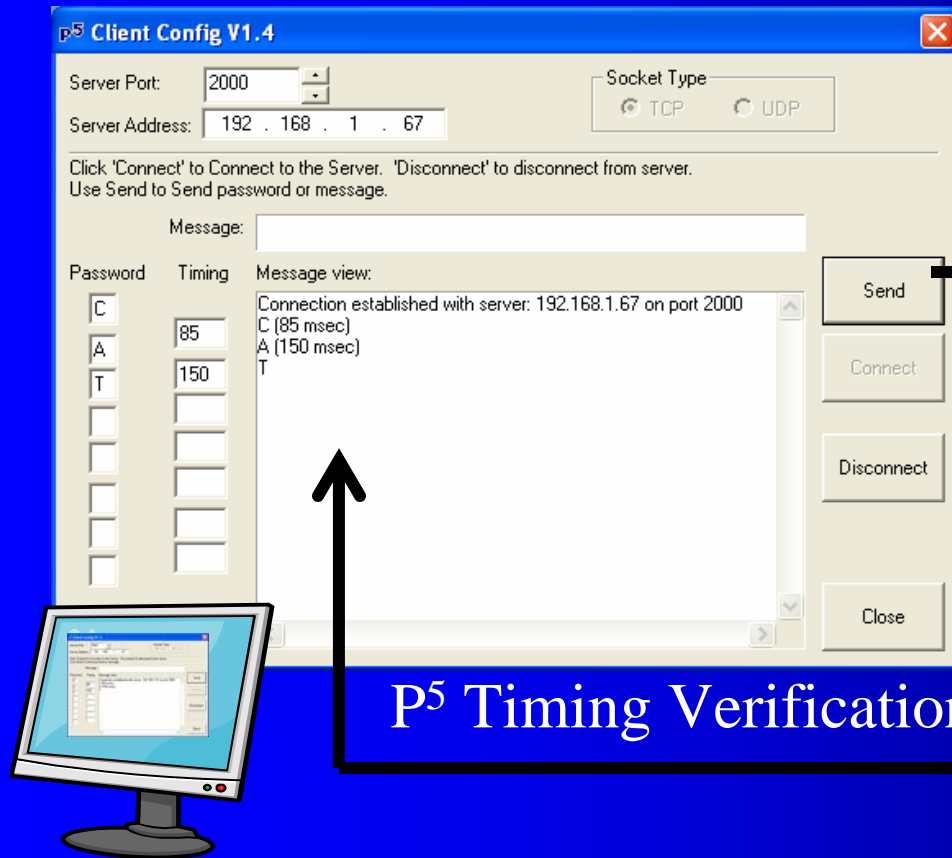 p⁵ Client Config V1.4
Server Port: 2000
Socket Type
TCP UDP
Server Address: 192 . 168 . 1 . 67
Click 'Connect' to Connect to the Server. 'Disconnect' to disconnect from server.
Use Send to Send password or message.
Message:
Password Timing Message view:
C
A
T
85
150
Connection established with server: 192.168.1.67 on port 2000
C (85 msec)
A (150 msec)
T
Send
Connect
Disconnect
Close
P⁵ Timing Verification